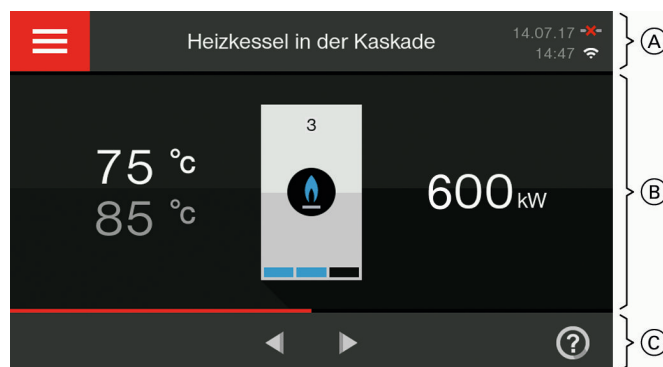 Heizkessel in der Kaskade
14.07.17
14:47
A
3
75 °C
85 °C
600 kW
B
?
C